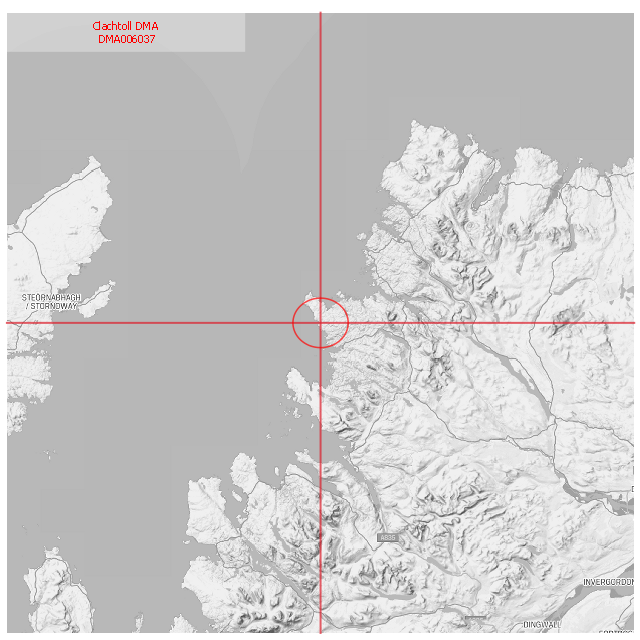 Clachtoll DMA
DMA006037
STEÒRNABHAGH
/ STORNOWAY
A835
INVERGORDON
DINGWALL